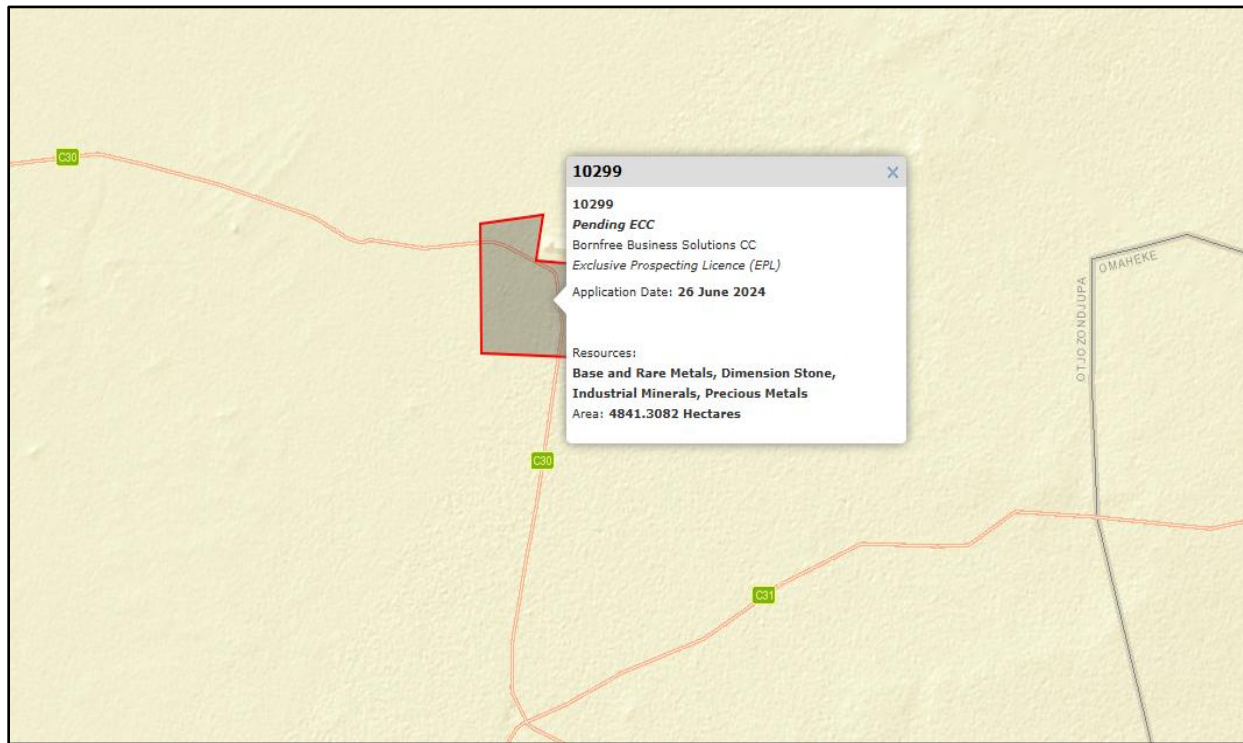 C30
10299
10299
Pending ECC
Bornfree Business Solutions CC
Exclusive Prospecting Licence (EPL)
Application Date: 26 June 2024
Resources:
Base and Rare Metals, Dimension Stone,
Industrial Minerals, Precious Metals
Area: 4841.3082 Hectares
OMAHEKE
OTJOZONDJUPA
C30
C31